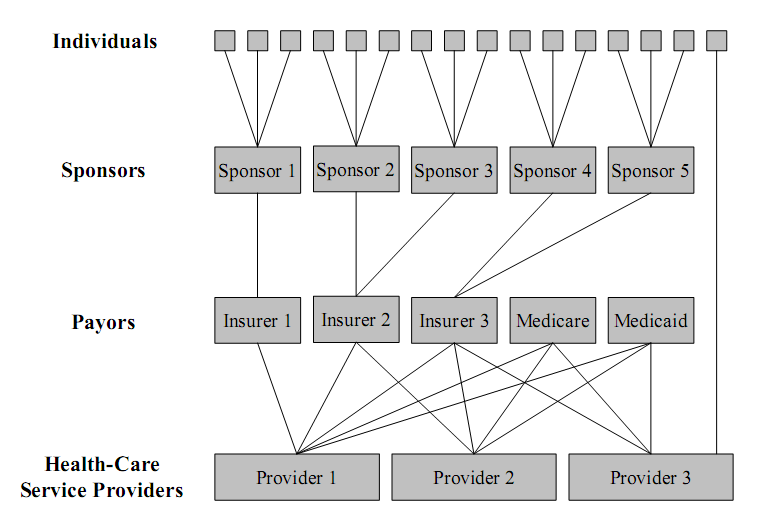 Individuals
Sponsors
Sponsor 1
Sponsor 2
Sponsor 3
Sponsor 4
Sponsor 5
Payors
Insurer 1
Insurer 2
Insurer 3
Medicare
Medicaid
Health-Care
Service Providers
Provider 1
Provider 2
Provider 3